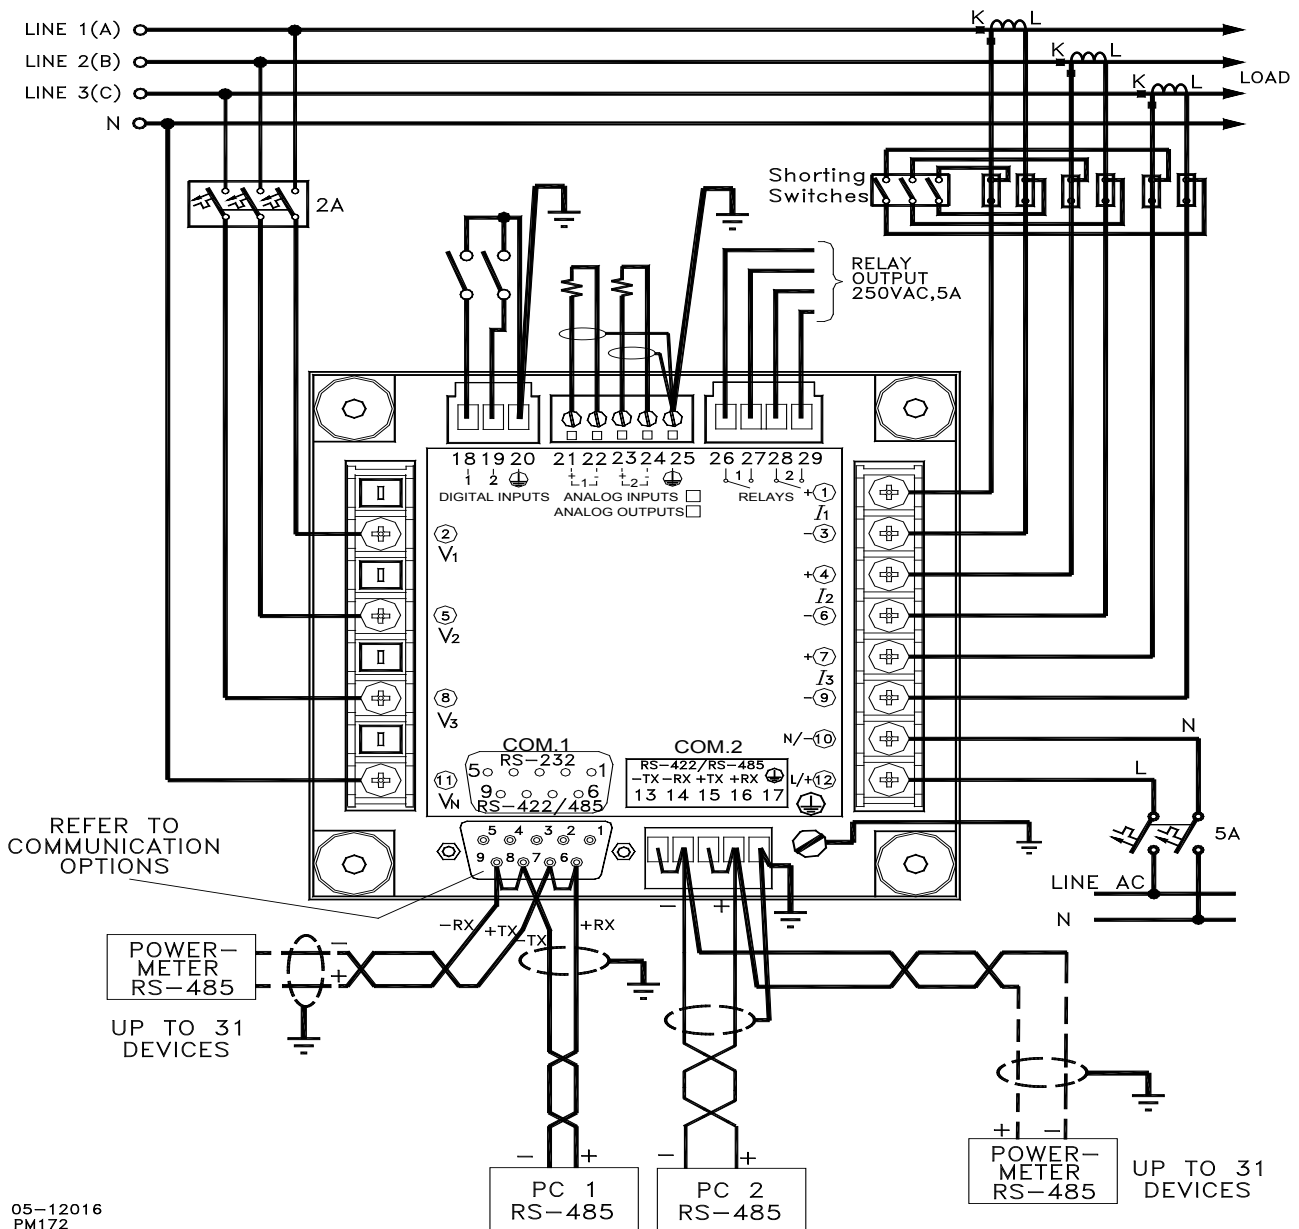 LINE 1(A)
K L
LINE 2(B)
K L
LINE 3(C)
K L
LOAD
N
Shorting
Switches
2A
RELAY
OUTPUT
250VAC,5A
18 19 20 21 22 23 24 25 26 27 28 29
1 2 + - + - 
1 2 1 2
DIGITAL INPUTS
ANALOG INPUTS
ANALOG OUTPUTS
RELAYS
+1
I1
-3
2
V1
+4
I2
-6
5
V2
+7
I3
-9
8
V3
N/-10
L/+12
11
VN
COM.1
RS-232
5 1
9 6
RS-422/485
COM.2
RS-422/RS-485
-TX -RX +TX +RX
13 14 15 16 17
N
L
5A
LINE AC
N
REFER TO
COMMUNICATION
OPTIONS
5 4 3 2 1
9 8 7 6
-RX +TX -TX +RX
- +
POWER-
METER
RS-485
- +
UP TO 31
DEVICES
- +
PC 1
RS-485
- +
PC 2
RS-485
+ -
POWER-
METER
RS-485
UP TO 31
DEVICES
05-12016
PM172